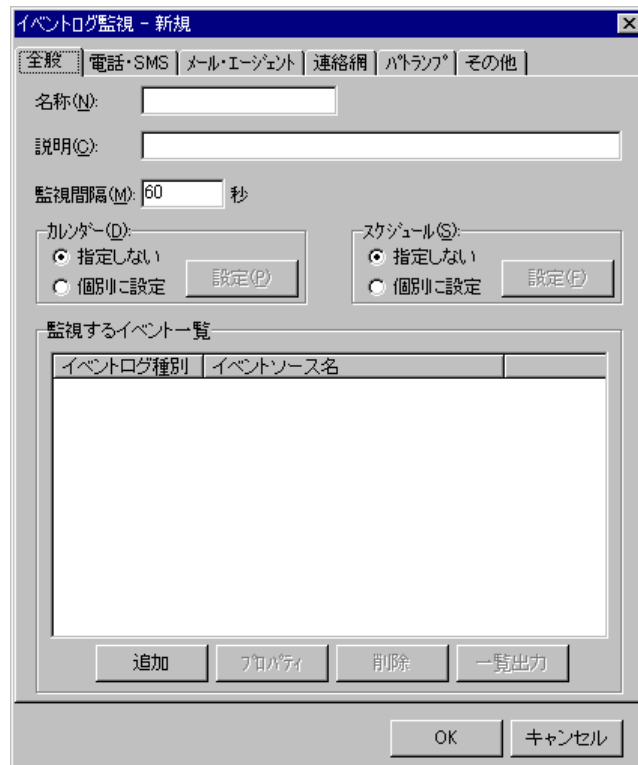 イベントログ監視 - 新規
全般 電話・SMS ﾒｰﾙ・ｴｰｼﾞｪﾝﾄ 連絡網 ﾊﾟﾄﾗﾝﾌﾟ その他
名称(N):
説明(C):
監視間隔(M): 60 秒
ｶﾚﾝﾀﾞｰ(D): ｽｹｼﾞｭｰﾙ(S):
指定しない 指定しない
個別に設定 設定(P) 個別に設定 設定(F)
監視するイベント一覧
イベントログ種別 イベントソース名
追加 ﾌﾟﾛﾊﾟﾃｨ 削除 一覧出力
OK キャンセル